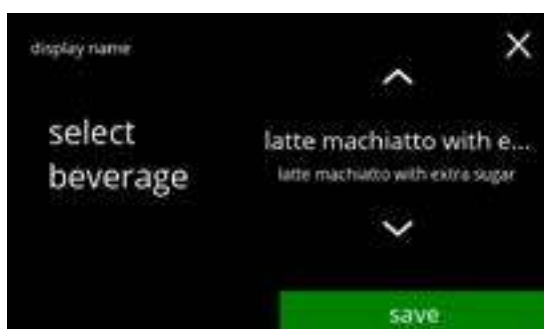 display name
select
beverage
latte machiatto with e...
latte machiatto with extra sugar
save